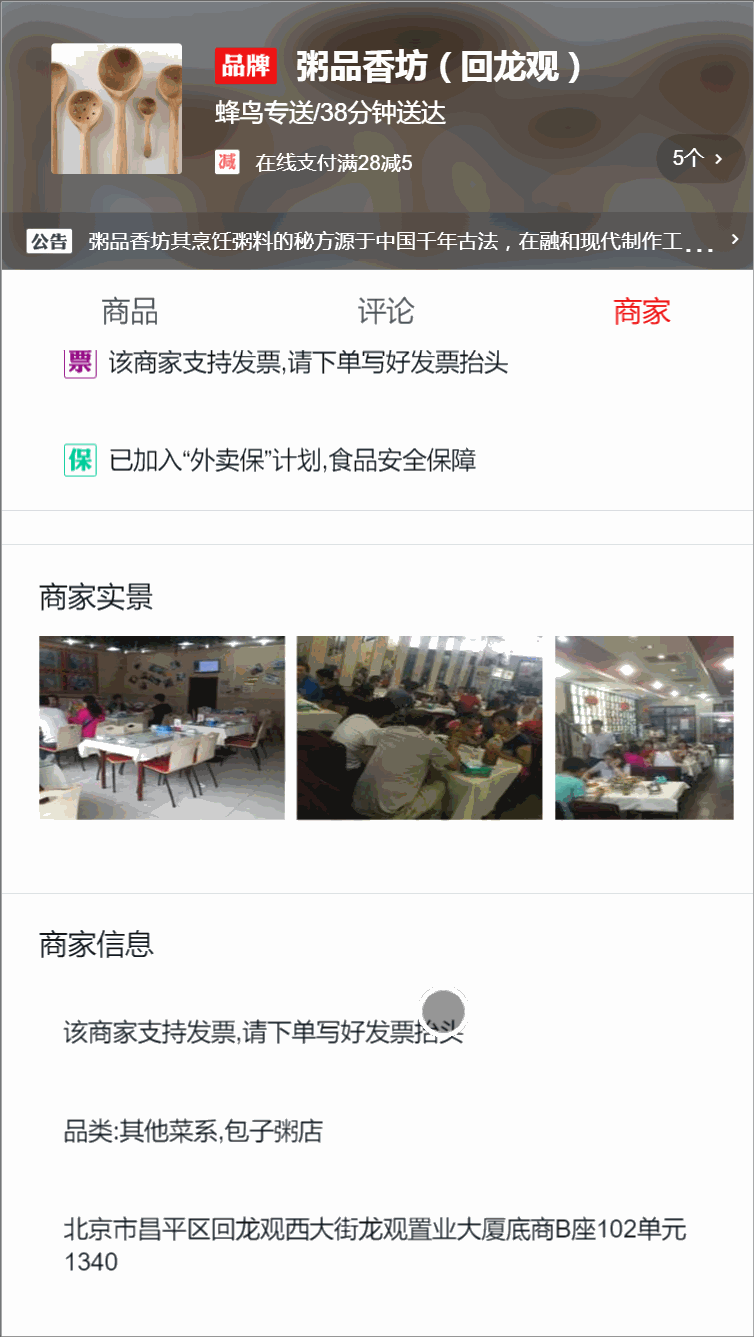 品牌 粥品香坊（回龙观）
蜂鸟专送/38分钟送达
减 在线支付满28减5
5个 >
公告 粥品香坊其烹饪粥料的秘方源于中国千年古法，在融和现代制作工... >
商品 评论 商家
票 该商家支持发票,请下单写好发票抬头
保 已加入“外卖保”计划,食品安全保障
商家实景
商家信息
该商家支持发票,请下单写好发票抬头
品类:其他菜系,包子粥店
北京市昌平区回龙观西大街龙观置业大厦底商B座102单元
1340